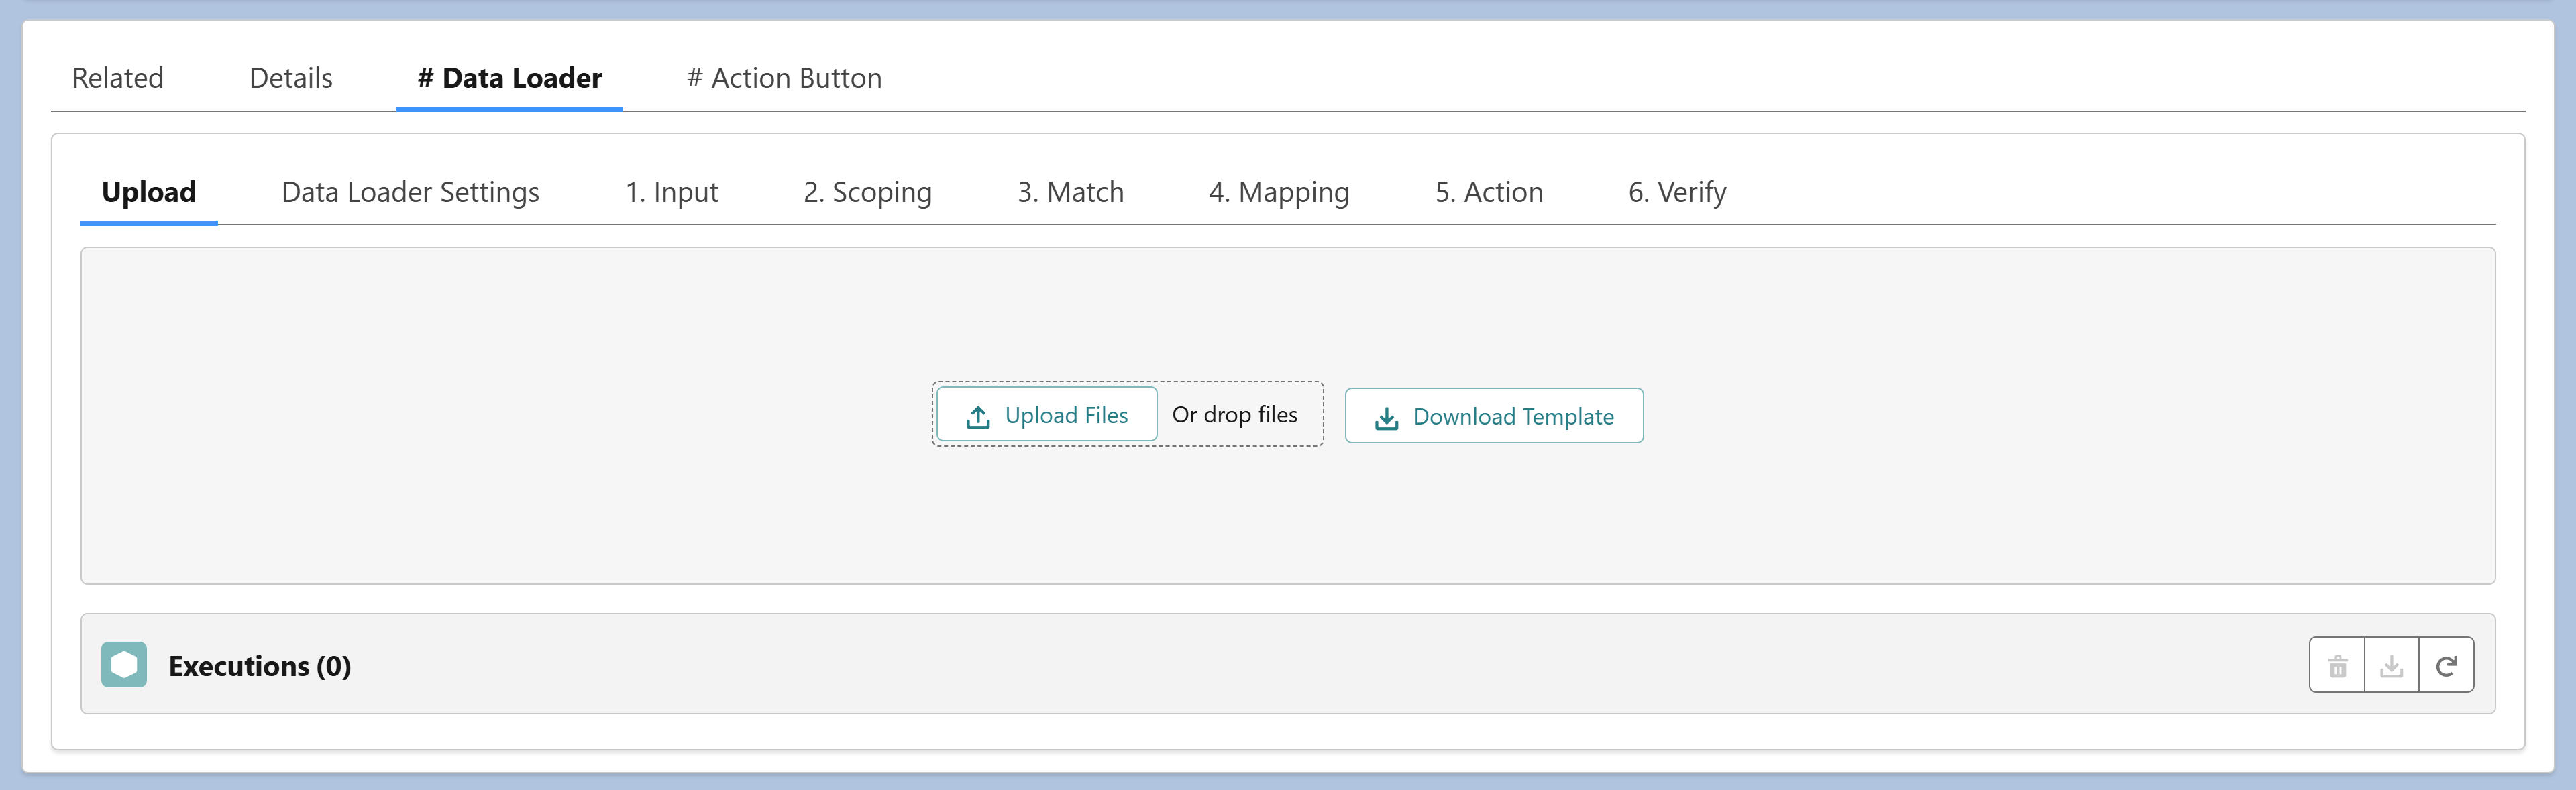 Related Details # Data Loader # Action Button
Upload Data Loader Settings 1. Input 2. Scoping 3. Match 4. Mapping 5. Action 6. Verify
Upload Files Or drop files Download Template
Executions (0)